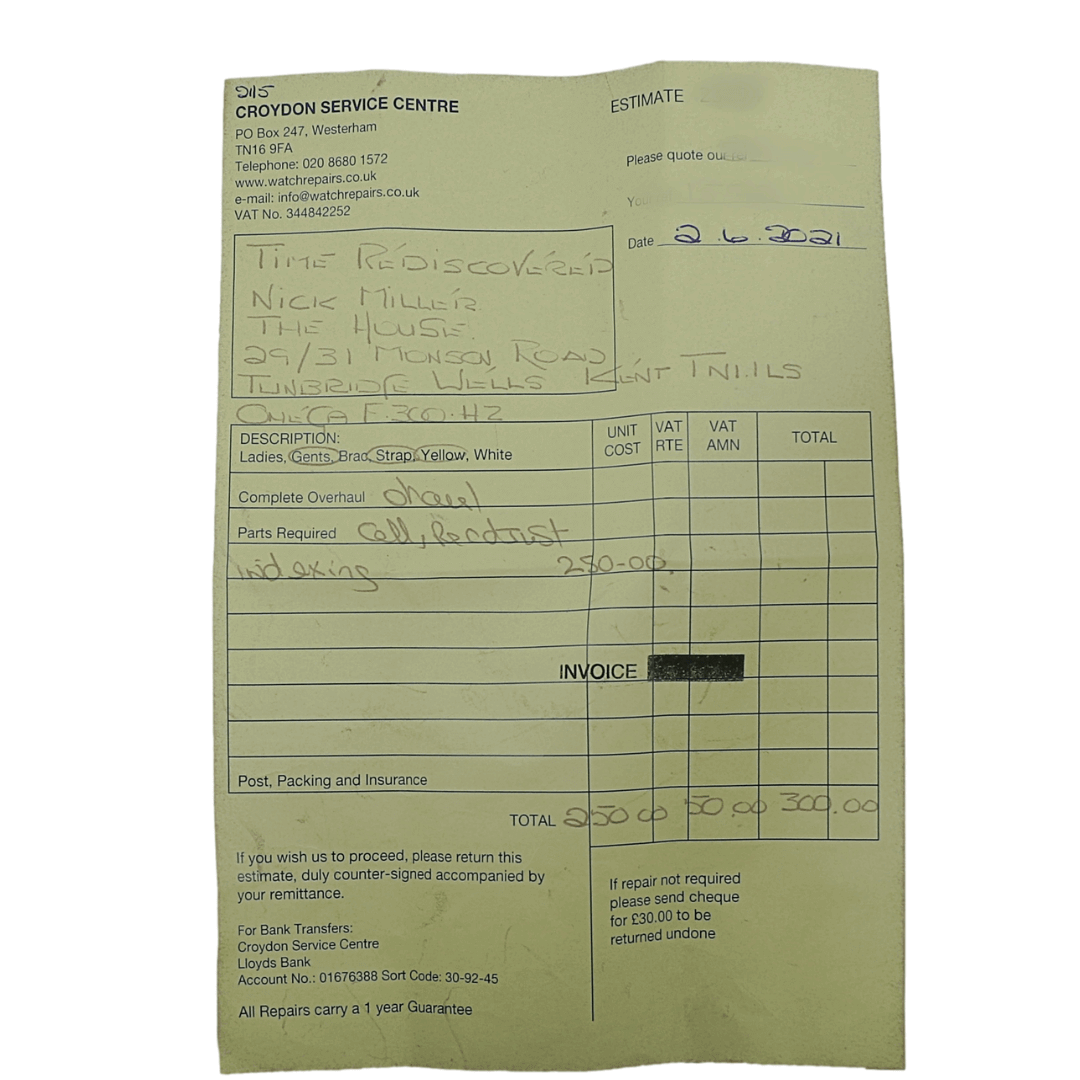 2115
CROYDON SERVICE CENTRE
PO Box 247, Westerham
TN16 9FA
Telephone: 020 8680 1572
www.watchrepairs.co.uk
e-mail: info@watchrepairs.co.uk
VAT No. 344842252
ESTIMATE
Please quote our
Date 2.6.2021
TIME REDISCOVERED
NICK MILLER
THE HOUSE
29/31 MONSON ROAD
TUNBRIDGE WELLS KENT TN1.1LS
OMEGA F.300.HZ
DESCRIPTION:
Ladies, Gents, Brac, Strap, Yellow, White
UNIT COST
VAT RTE
VAT AMN
TOTAL
Complete Overhaul
Parts Required Cell,
Indexing 250-00.
INVOICE
Post, Packing and Insurance
TOTAL 250 00 50.00 300.00
If you wish us to proceed, please return this
estimate, duly counter-signed accompanied by
your remittance.
For Bank Transfers:
Croydon Service Centre
Lloyds Bank
Account No.: 01676388 Sort Code: 30-92-45
All Repairs carry a 1 year Guarantee
If repair not required
please send cheque
for £30.00 to be
returned undone